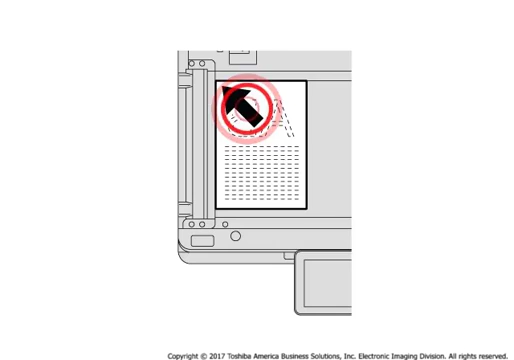 Copyright © 2017 Toshiba America Business Solutions, Inc. Electronic Imaging Division. All rights reserved.